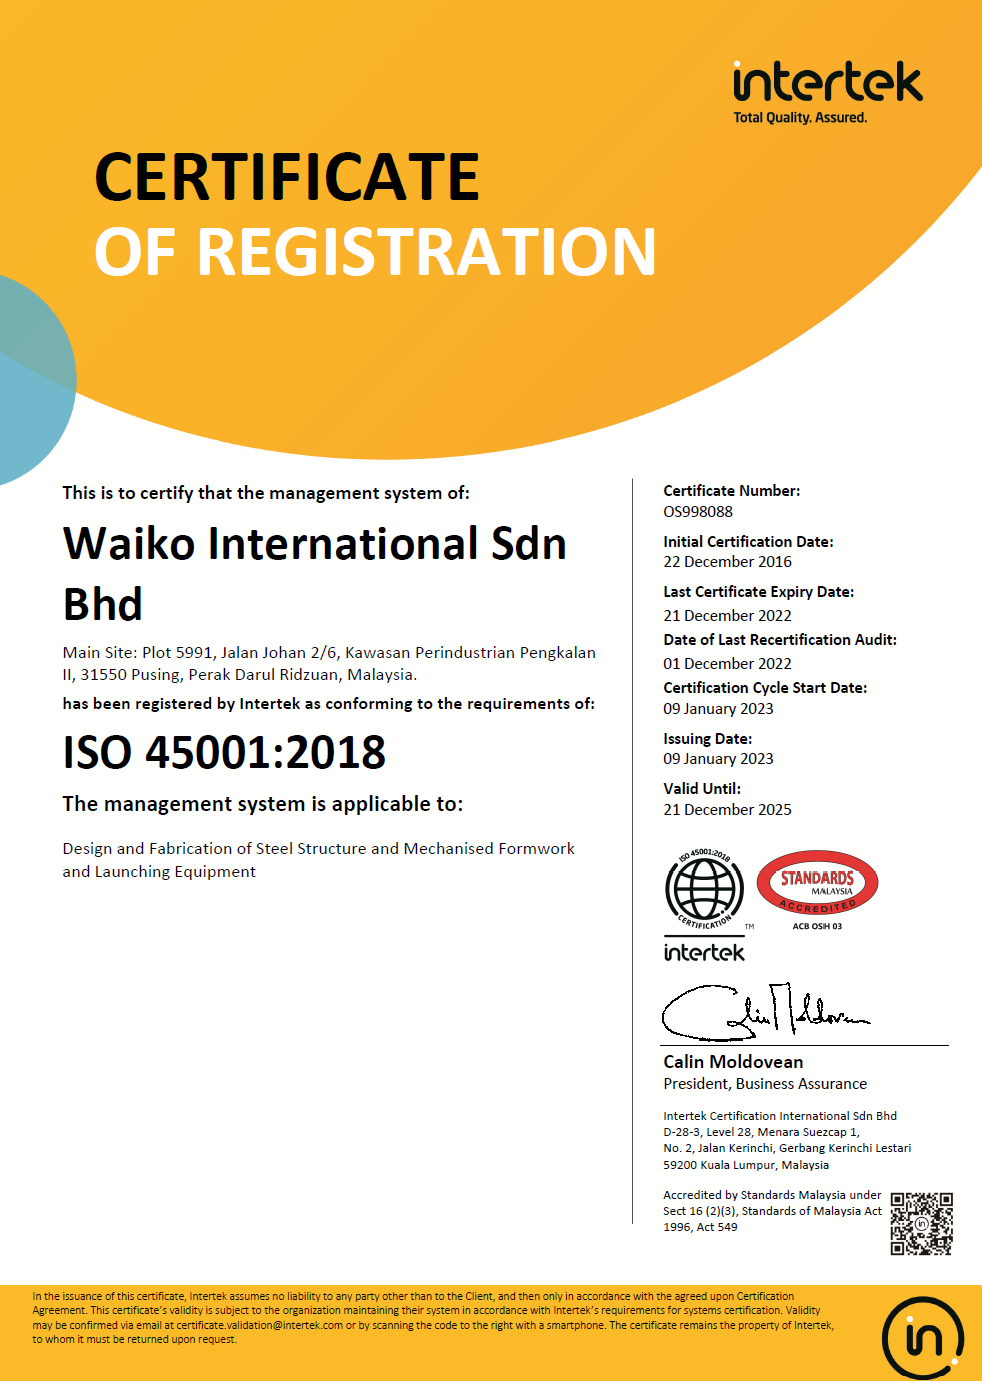 intertek
Total Quality. Assured.
CERTIFICATE
OF REGISTRATION
This is to certify that the management system of:
Waiko International Sdn
Bhd
Main Site: Plot 5991, Jalan Johan 2/6, Kawasan Perindustrian Pengkalan
II, 31550 Pusing, Perak Darul Ridzuan, Malaysia.
has been registered by Intertek as conforming to the requirements of:
ISO 45001:2018
The management system is applicable to:
Design and Fabrication of Steel Structure and Mechanised Formwork
and Launching Equipment
Certificate Number:
OS998088
Initial Certification Date:
22 December 2016
Last Certificate Expiry Date:
21 December 2022
Date of Last Recertification Audit:
01 December 2022
Certification Cycle Start Date:
09 January 2023
Issuing Date:
09 January 2023
Valid Until:
21 December 2025
ISO 45001:2018
CERTIFICATION
TM
intertek
STANDARDS
MALAYSIA
ACCREDITED
ACB OSH 03
Calin Moldovean
Calin Moldovean
President, Business Assurance
Intertek Certification International Sdn Bhd
D-28-3, Level 28, Menara Suezcap 1,
No. 2, Jalan Kerinchi, Gerbang Kerinchi Lestari
59200 Kuala Lumpur, Malaysia
Accredited by Standards Malaysia under
Sect 16 (2)(3), Standards of Malaysia Act
1996, Act 549
in
In the issuance of this certificate, Intertek assumes no liability to any party other than to the Client, and then only in accordance with the agreed upon Certification
Agreement. This certificate's validity is subject to the organization maintaining their system in accordance with Intertek's requirements for systems certification. Validity
may be confirmed via email at certificate.validation@intertek.com or by scanning the code to the right with a smartphone. The certificate remains the property of Intertek,
to whom it must be returned upon request.
in